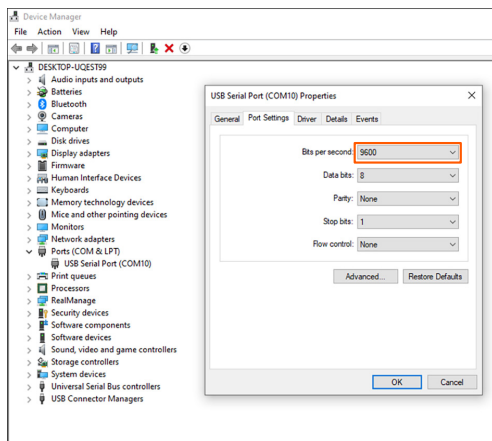 Device Manager
File Action View Help
DESKTOP-UQEST99
Audio inputs and outputs
Batteries
Bluetooth
Cameras
Computer
Disk drives
Display adapters
Firmware
Human Interface Devices
Keyboards
Memory technology devices
Mice and other pointing devices
Monitors
Network adapters
Ports (COM & LPT)
USB Serial Port (COM10)
Print queues
Processors
RealManage
Security devices
Software components
Software devices
Sound, video and game controllers
Storage controllers
System devices
Universal Serial Bus controllers
USB Connector Managers
USB Serial Port (COM10) Properties
General Port Settings Driver Details Events
Bits per second: 9600
Data bits: 8
Parity: None
Stop bits: 1
Flow control: None
Advanced... Restore Defaults
OK Cancel